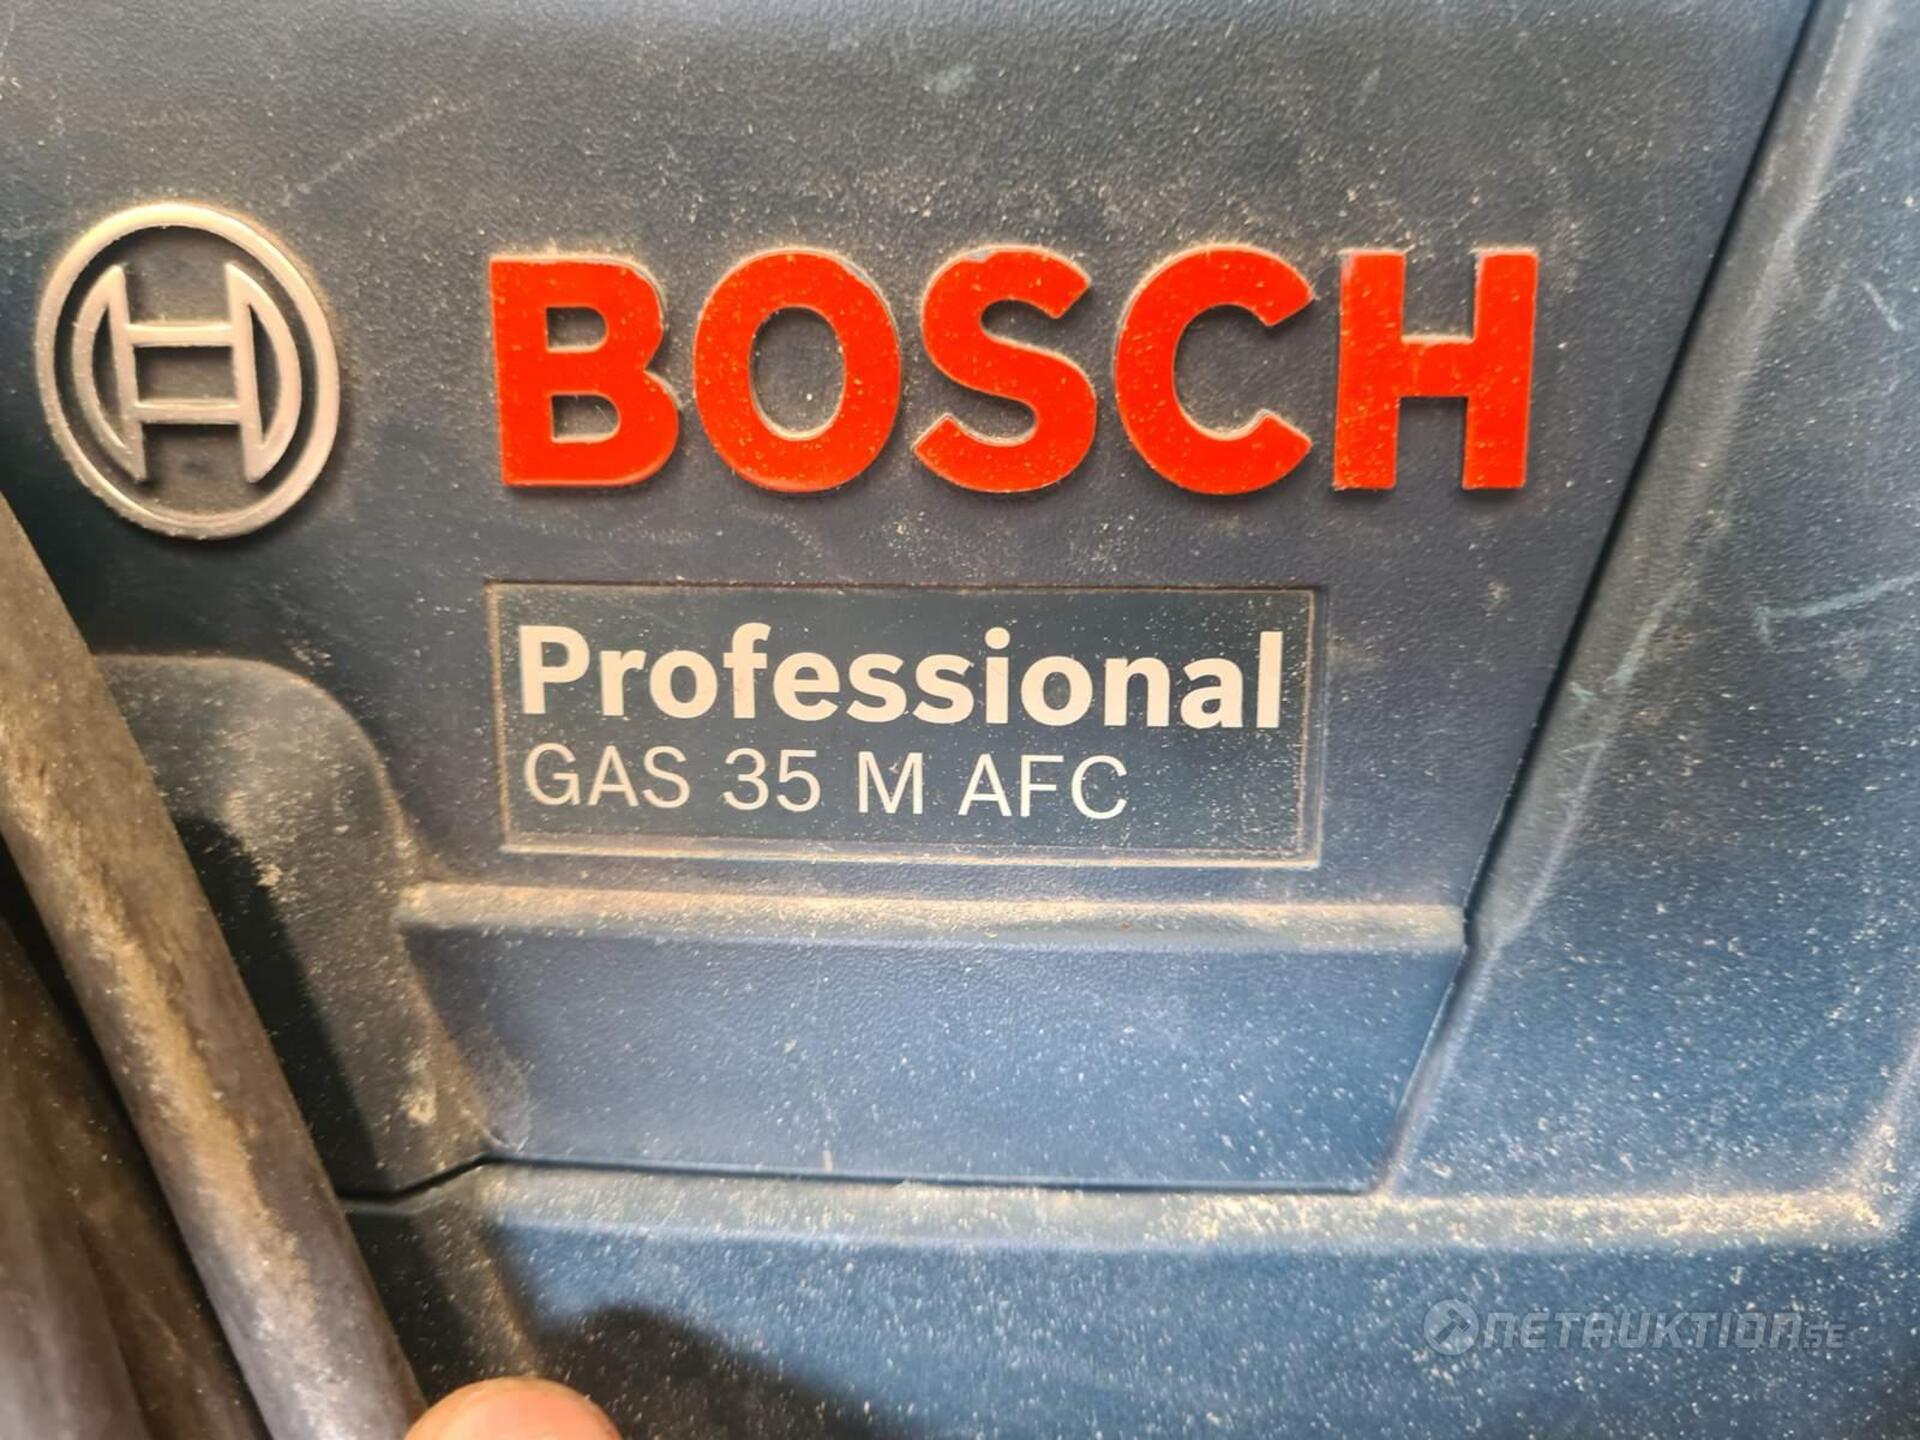 BOSCH
Professional
GAS 35 M AFC
NETAUKTION.SE